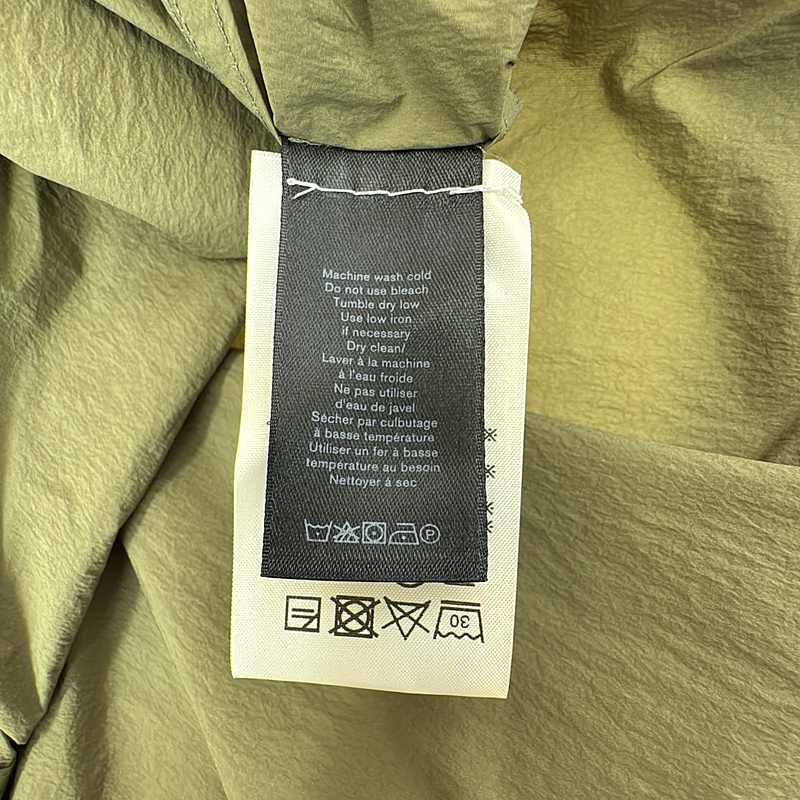 Machine wash cold
Do not use bleach
Tumble dry low
Use low iron
if necessary
Dry clean/
Laver à la machine
à l'eau froide
Ne pas utiliser
d'eau de javel
Sécher par culbutage
à basse température
Utiliser un fer à basse
température au besoin
Nettoyer à sec
P
30